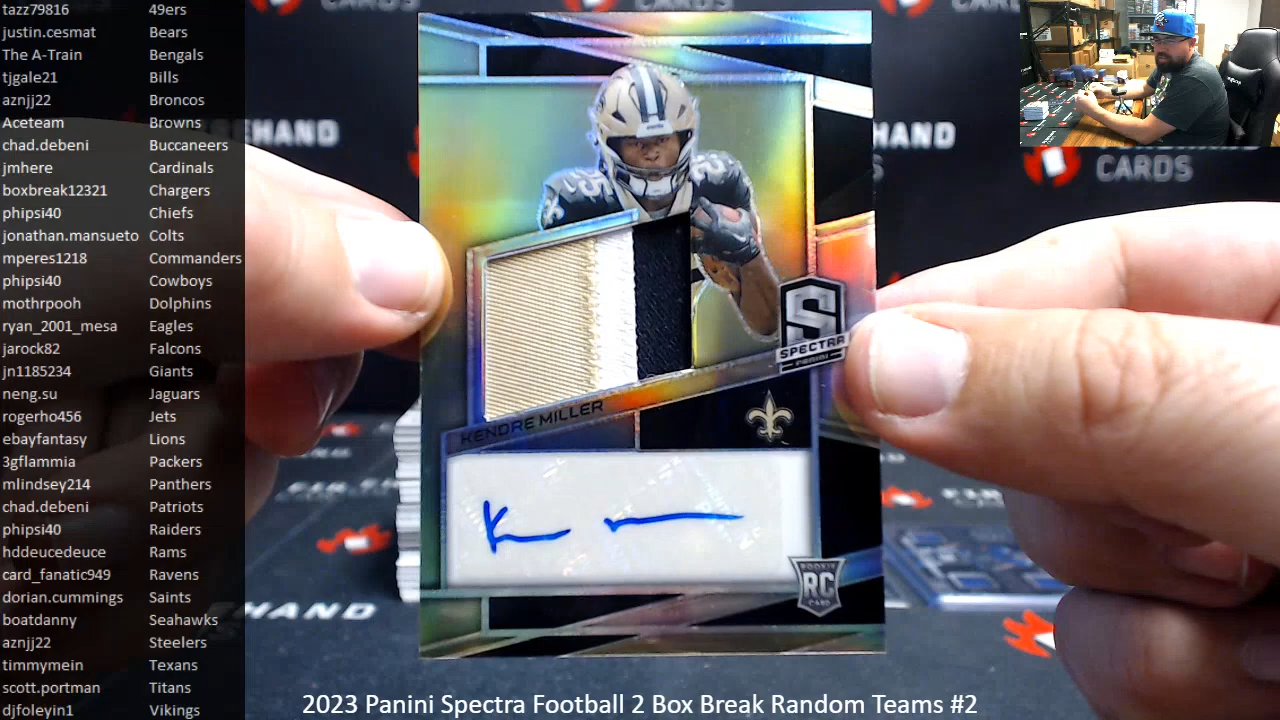 tazz79816 49ers
justin.cesmat Bears
The A-Train Bengals
tjgale21 Bills
aznjj22 Broncos
Aceteam Browns
chad.debeni Buccaneers
jmhere Cardinals
boxbreak12321 Chargers
phipsi40 Chiefs
jonathan.mansueto Colts
mperes1218 Commanders
phipsi40 Cowboys
mothrpooh Dolphins
ryan_2001_mesa Eagles
jarock82 Falcons
jn1185234 Giants
neng.su Jaguars
rogerho456 Jets
ebayfantasy Lions
3gflammia Packers
mlindsey214 Panthers
chad.debeni Patriots
phipsi40 Raiders
hddeucedeuce Rams
card_fanatic949 Ravens
dorian.cummings Saints
boatdanny Seahawks
aznjj22 Steelers
timmymein Texans
scott.portman Titans
djfoleyin1 Vikings
CARDS
S
SPECTRA
PANINI
KENDRE MILLER
ROOKIE
RC
CARD
2023 Panini Spectra Football 2 Box Break Random Teams #2